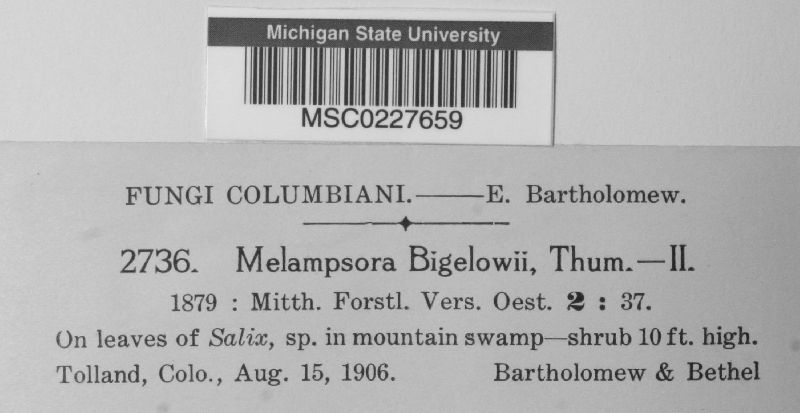 Michigan State University
MSC0227659
FUNGI COLUMBIANI.——E. Bartholomew.
2736. Melampsora Bigelowii, Thum.—II.
1879 : Mitth. Forstl. Vers. Oest. 2 : 37.
On leaves of Salix, sp. in mountain swamp—shrub 10 ft. high.
Tolland, Colo., Aug. 15, 1906. Bartholomew & Bethel